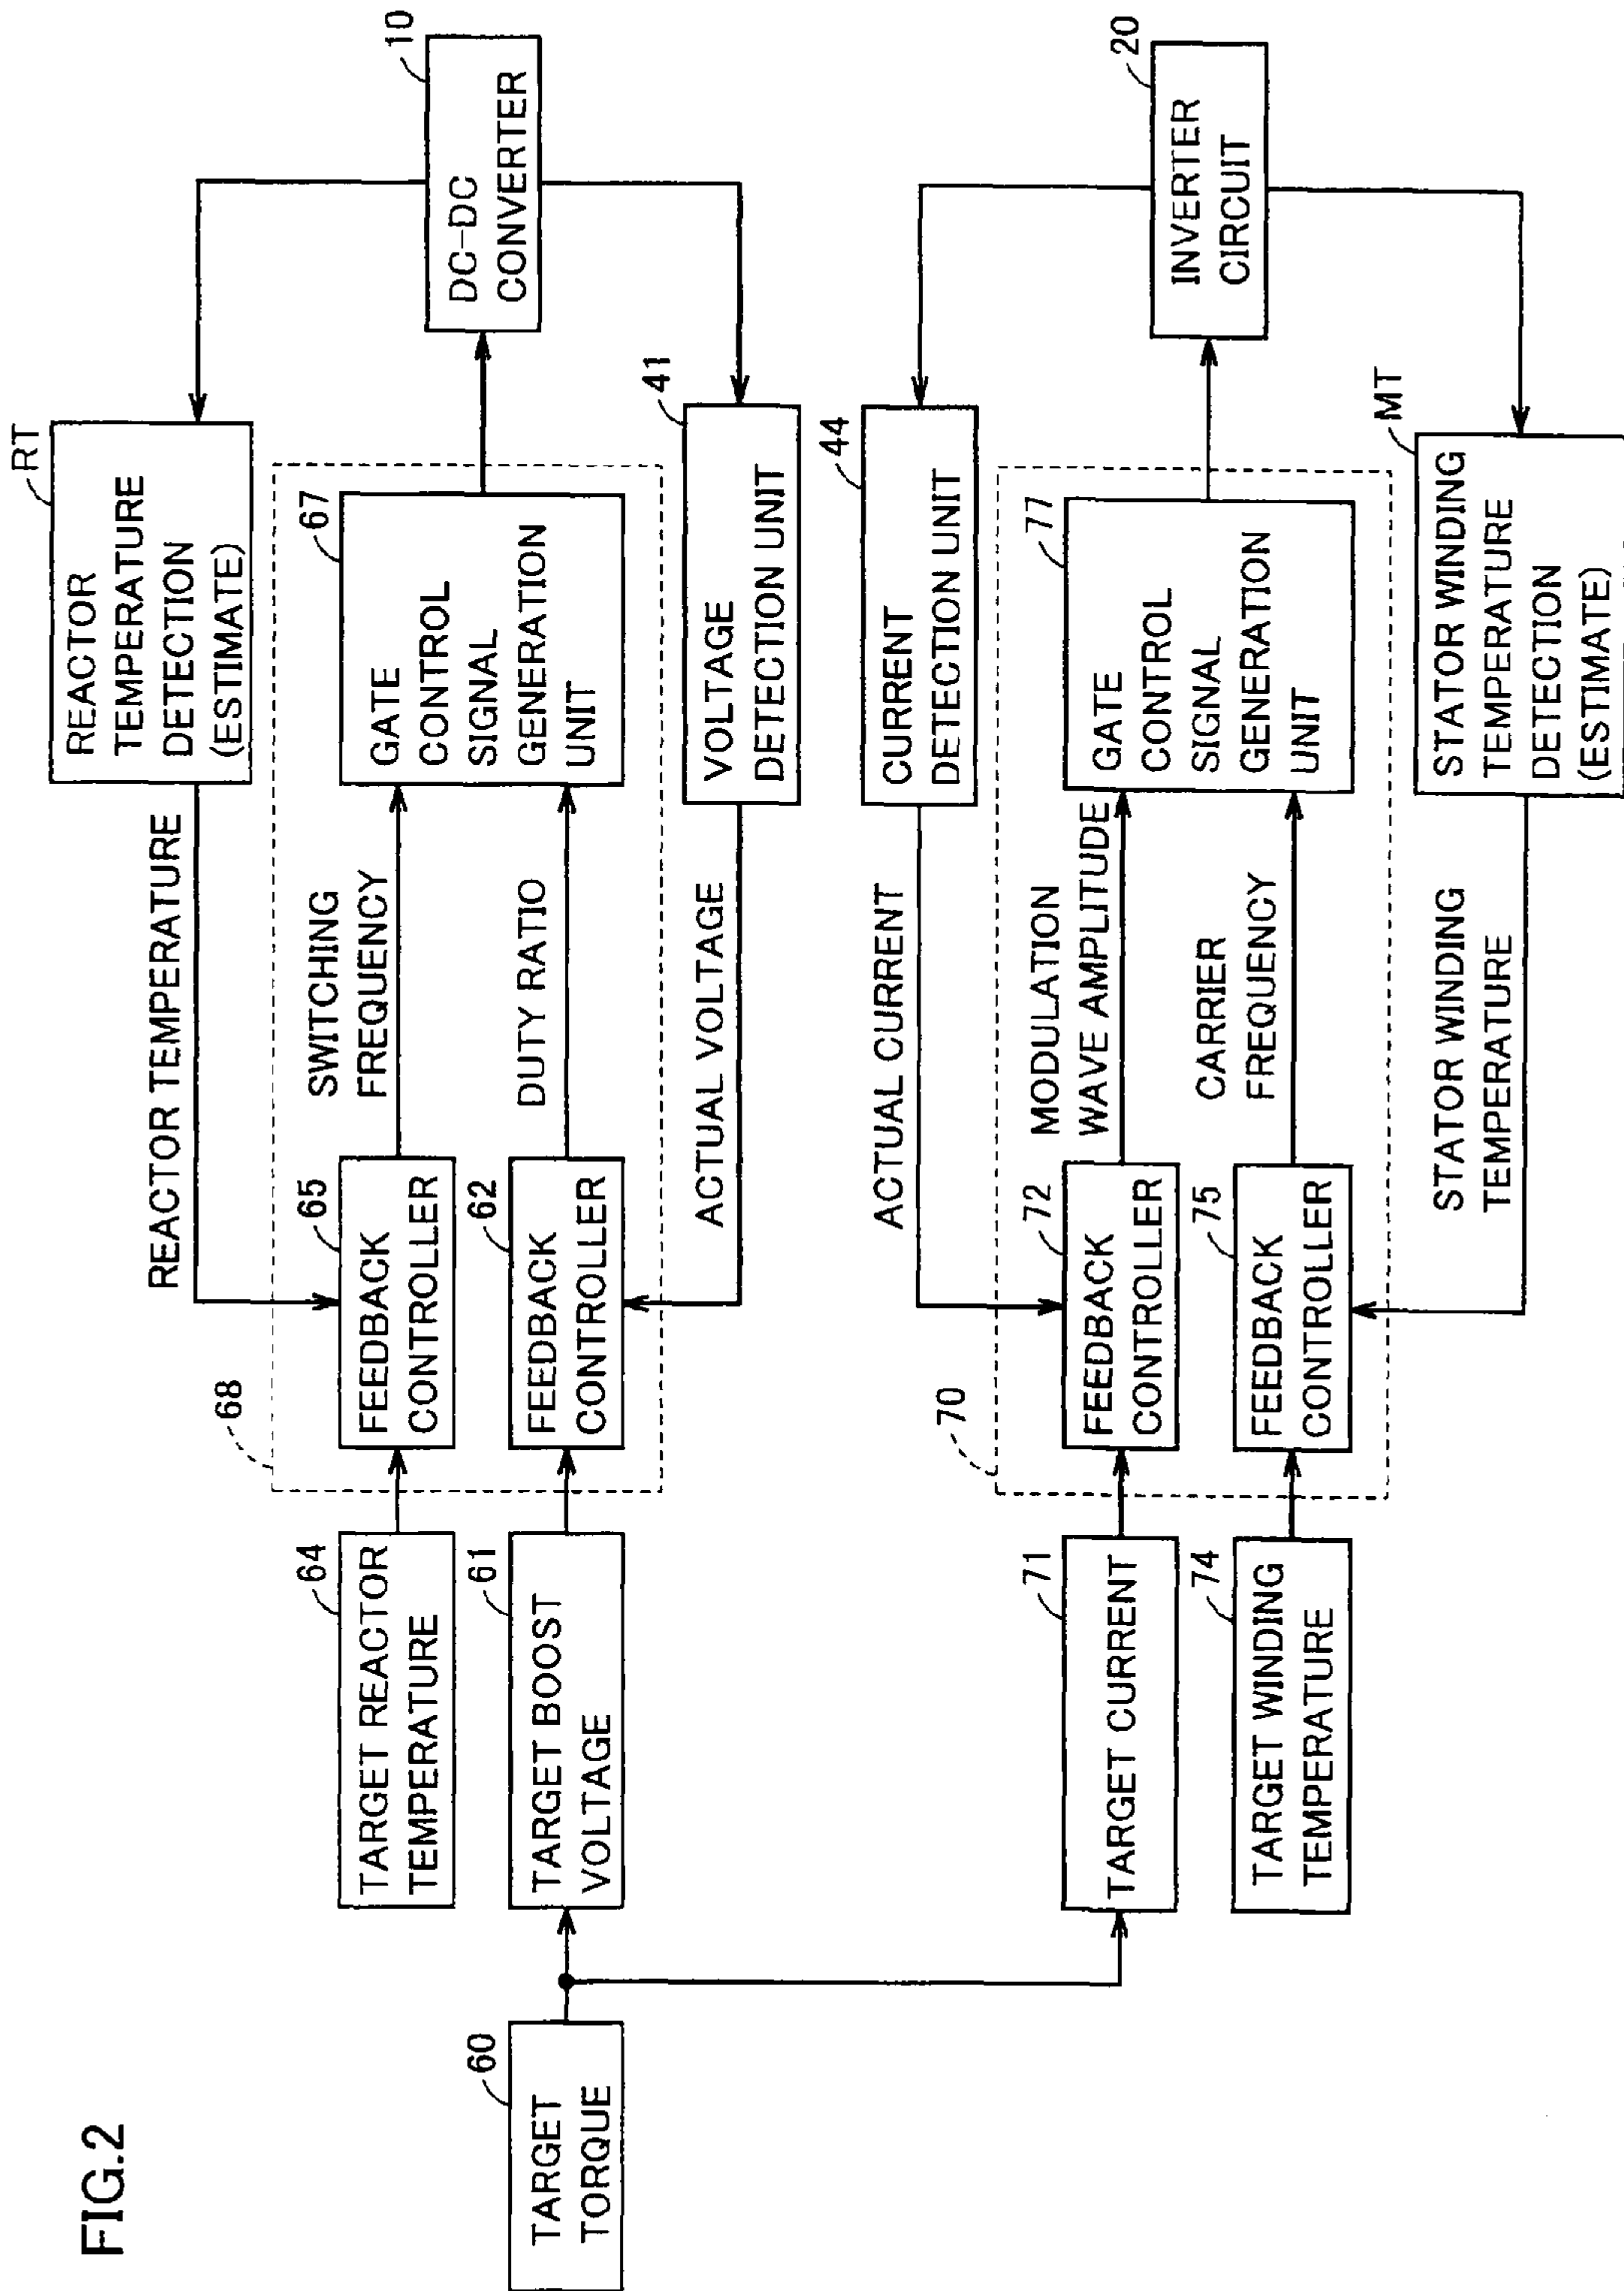 FIG.2
60
TARGET
TORQUE
64
TARGET REACTOR
TEMPERATURE
61
TARGET BOOST
VOLTAGE
68
65
FEEDBACK
CONTROLLER
62
FEEDBACK
CONTROLLER
REACTOR TEMPERATURE
SWITCHING
FREQUENCY
DUTY RATIO
ACTUAL VOLTAGE
RT
REACTOR
TEMPERATURE
DETECTION
(ESTIMATE)
67
GATE
CONTROL
SIGNAL
GENERATION
UNIT
41
VOLTAGE
DETECTION UNIT
10
DC-DC
CONVERTER
71
TARGET CURRENT
74
TARGET WINDING
TEMPERATURE
70
72
FEEDBACK
CONTROLLER
75
FEEDBACK
CONTROLLER
ACTUAL CURRENT
MODULATION
WAVE AMPLITUDE
CARRIER
FREQUENCY
STATOR WINDING
TEMPERATURE
44
CURRENT
DETECTION UNIT
77
GATE
CONTROL
SIGNAL
GENERATION
UNIT
MT
STATOR WINDING
TEMPERATURE
DETECTION
(ESTIMATE)
20
INVERTER
CIRCUIT